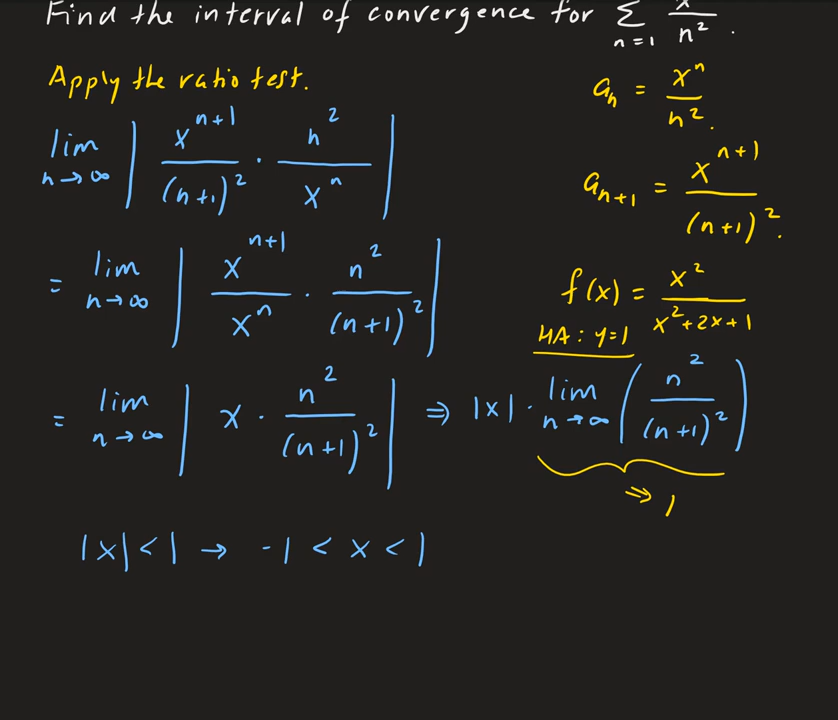 Find the interval of convergence for ∑ n=1 x/n².
Apply the ratio test.
aₙ = xⁿ/n².
lim n→∞ | xⁿ⁺¹/(n+1)² · n²/xⁿ |
aₙ₊₁ = xⁿ⁺¹/(n+1)².
= lim n→∞ | xⁿ⁺¹/xⁿ · n²/(n+1)² |
f(x) = x²/(x²+2x+1)
HA: y=1
= lim n→∞ | x · n²/(n+1)² | ⇒ |x| · lim n→∞ ( n²/(n+1)² )
⇒ 1
|x| < 1 → -1 < x < 1